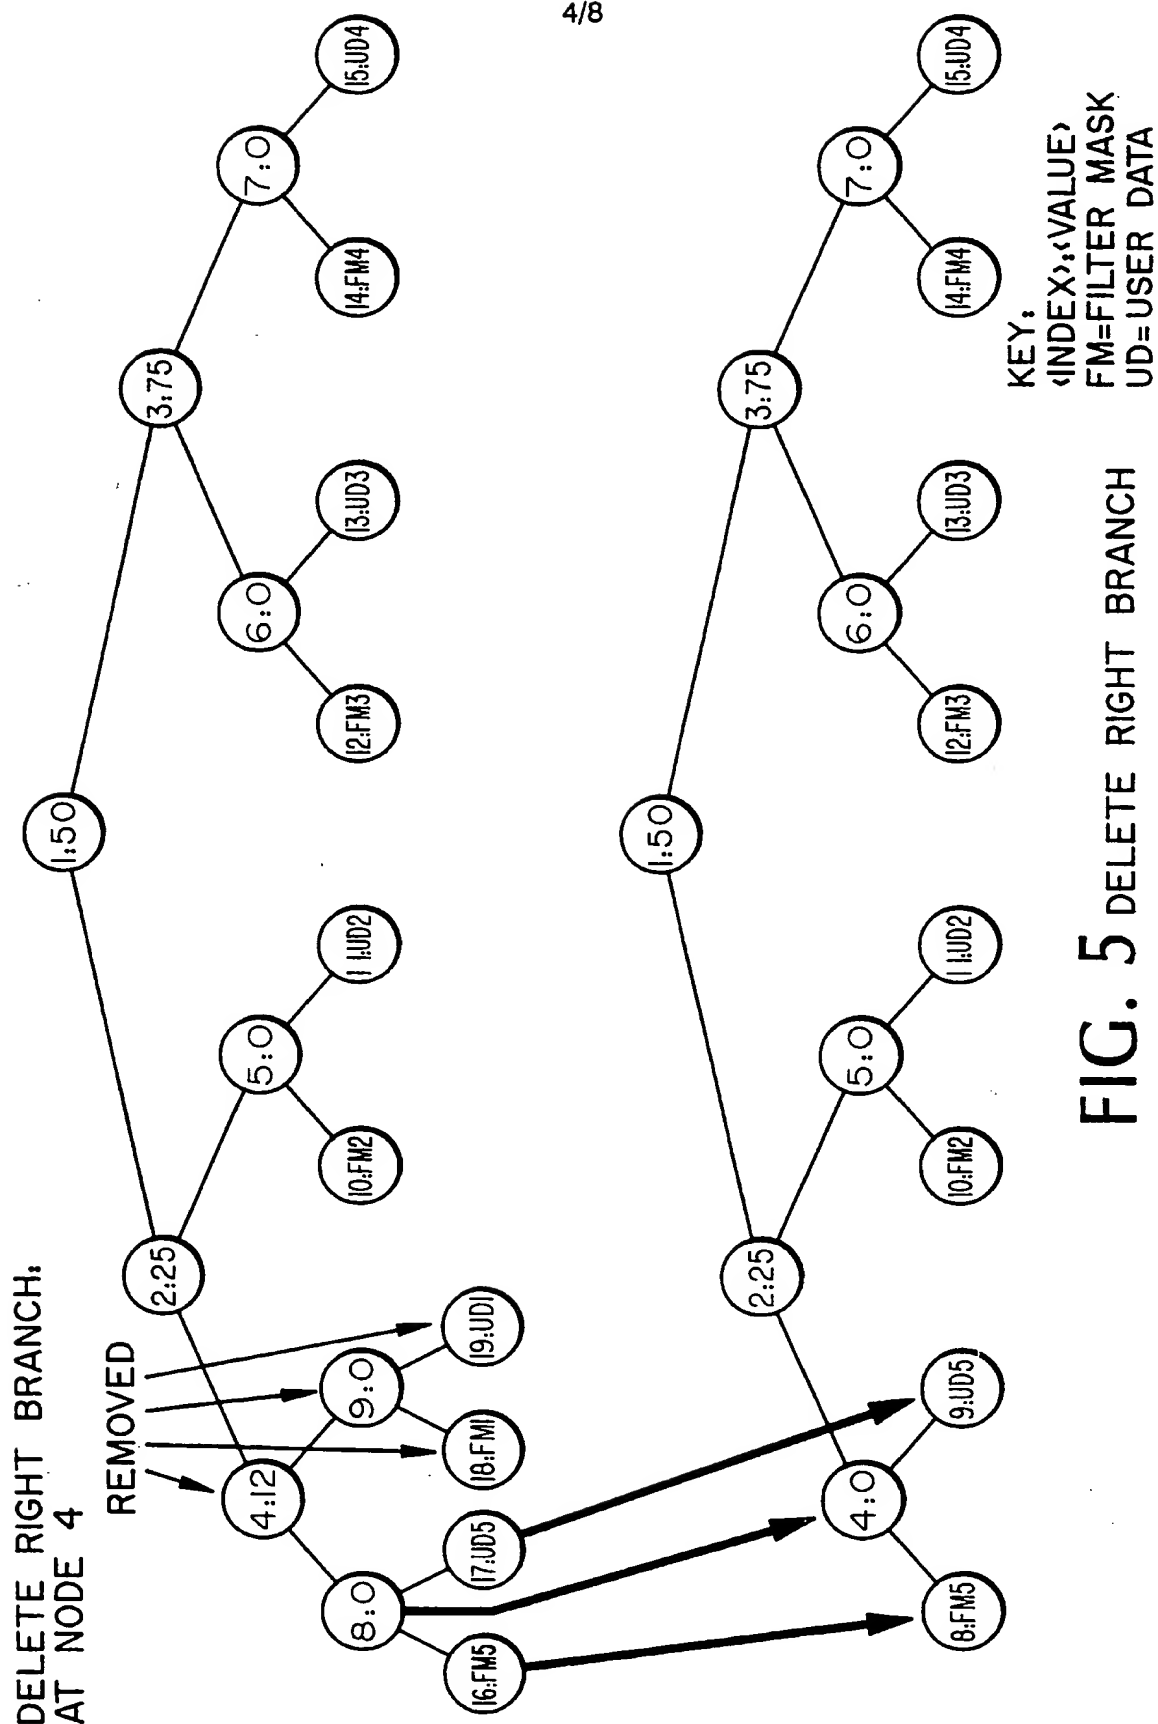 4/8
DELETE RIGHT BRANCH:
AT NODE 4
REMOVED
1:50
2:25
3:75
4:12
5:0
6:0
7:0
8:0
9:0
10:FM2
11:UD2
12:FM3
13:UD3
14:FM4
15:UD4
16:FM5
17:UD5
18:FM1
19:UD1
1:50
2:25
3:75
4:0
5:0
6:0
7:0
8:FM5
9:UD5
10:FM2
11:UD2
12:FM3
13:UD3
14:FM4
15:UD4
KEY:
<INDEX>:<VALUE>
FM=FILTER MASK
UD=USER DATA
FIG. 5 DELETE RIGHT BRANCH